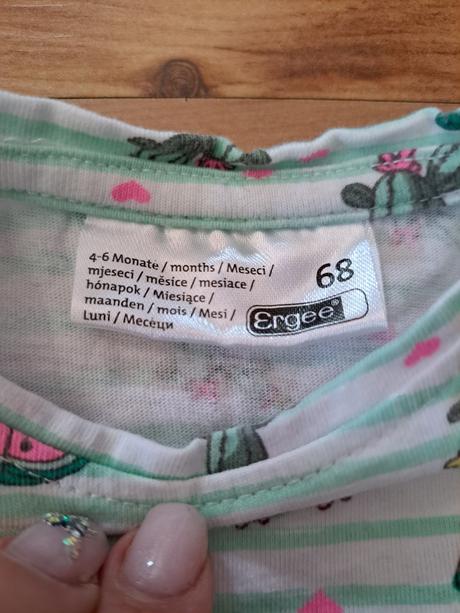 4-6 Monate / months / Meseci /
mjeseci / měsíce / mesiace /
hónapok / Miesiące /
maanden / mois / Mesi /
Luni / Месеци
68
Ergee®